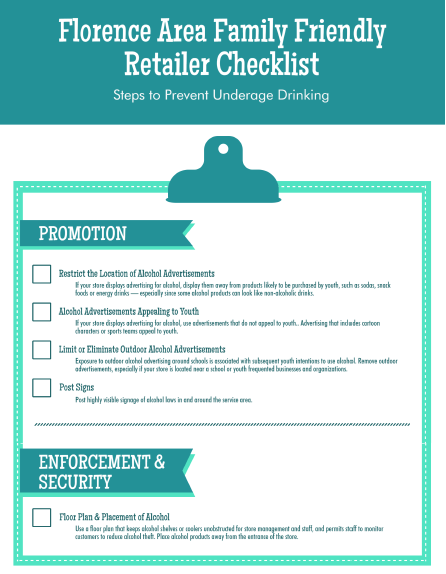 Florence Area Family Friendly
Retailer Checklist
Steps to Prevent Underage Drinking
PROMOTION
Restrict the Location of Alcohol Advertisements
If your store displays advertising for alcohol, display them away from products likely to be purchased by youth, such as sodas, snack
foods or energy drinks — especially since some alcohol products can look like non-alcoholic drinks.
Alcohol Advertisements Appealing to Youth
If your store displays advertising for alcohol, use advertisements that do not appeal to youth.. Advertising that includes cartoon
characters or sports teams appeal to youth.
Limit or Eliminate Outdoor Alcohol Advertisements
Exposure to outdoor alcohol advertising around schools is associated with subsequent youth intentions to use alcohol. Remove outdoor
advertisements, especially if your store is located near a school or youth frequented businesses and organizations.
Post Signs
Post highly visible signage of alcohol laws in and around the service area.
ENFORCEMENT &
SECURITY
Floor Plan & Placement of Alcohol
Use a floor plan that keeps alcohol shelves or coolers unobstructed for store management and staff, and permits staff to monitor
customers to reduce alcohol theft. Place alcohol products away from the entrance of the store.